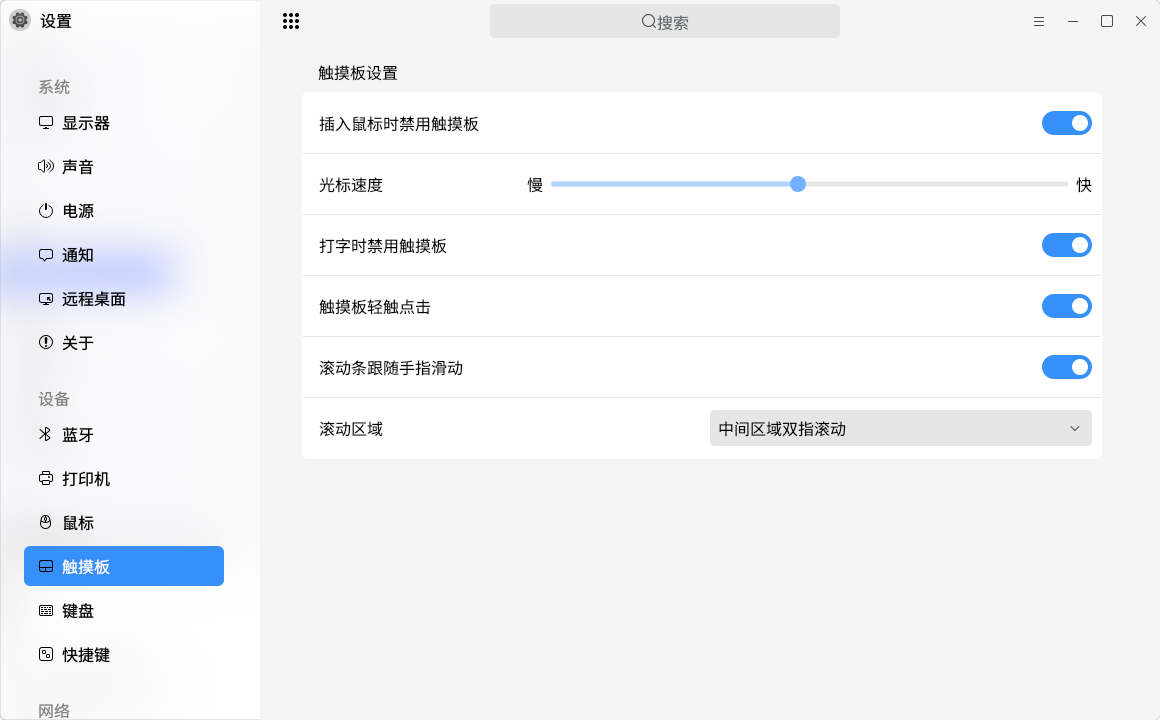 设置
搜索
系统
显示器
声音
电源
通知
远程桌面
关于
设备
蓝牙
打印机
鼠标
触摸板
键盘
快捷键
网络
触摸板设置
插入鼠标时禁用触摸板
光标速度 慢 快
打字时禁用触摸板
触摸板轻触点击
滚动条跟随手指滑动
滚动区域 中间区域双指滚动